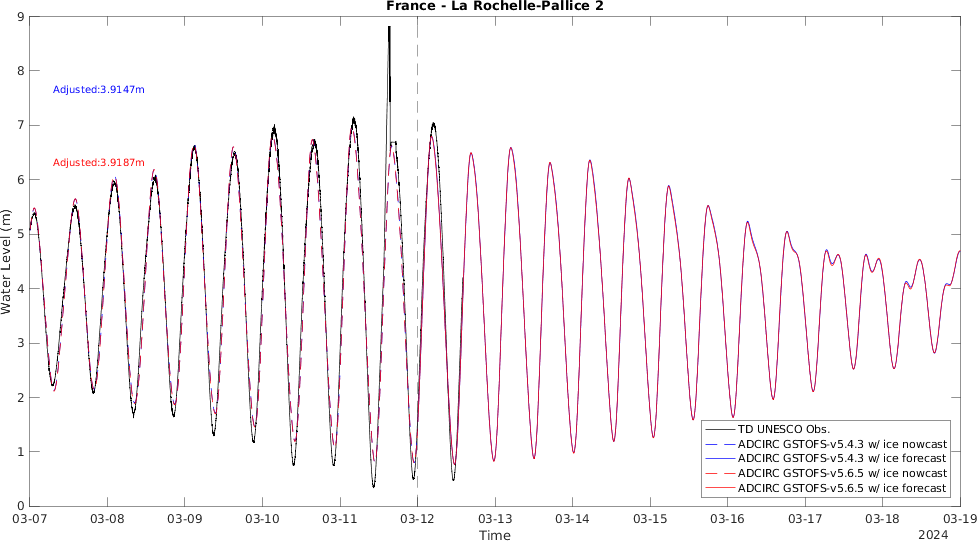 France - La Rochelle-Pallice 2
9
8
7
6
5
4
3
2
1
0
Water Level (m)
Adjusted:3.9147m
Adjusted:3.9187m
TD UNESCO Obs.
ADCIRC GSTOFS-v5.4.3 w/ ice nowcast
ADCIRC GSTOFS-v5.4.3 w/ ice forecast
ADCIRC GSTOFS-v5.6.5 w/ ice nowcast
ADCIRC GSTOFS-v5.6.5 w/ ice forecast
03-07 03-08 03-09 03-10 03-11 03-12 03-13 03-14 03-15 03-16 03-17 03-18 03-19
Time
2024